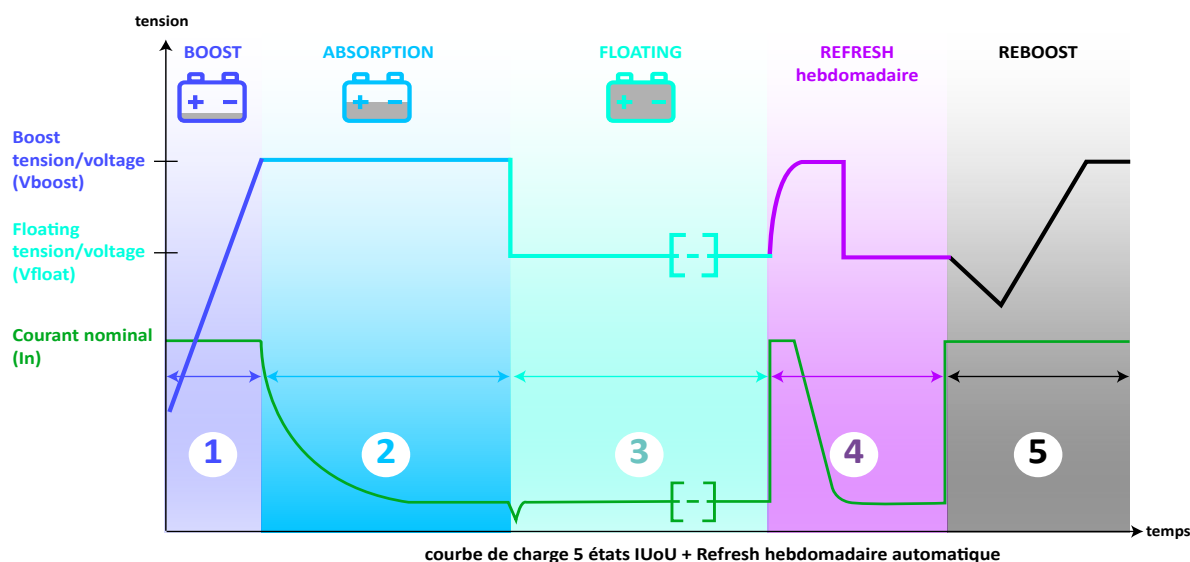 tension
BOOST
ABSORPTION
FLOATING
REFRESH
hebdomadaire
REBOOST
+ -
+ -
+ -
Boost
tension/voltage
(Vboost)
Floating
tension/voltage
(Vfloat)
Courant nominal
(In)
1
2
3
4
5
temps
courbe de charge 5 états IUoU + Refresh hebdomadaire automatique